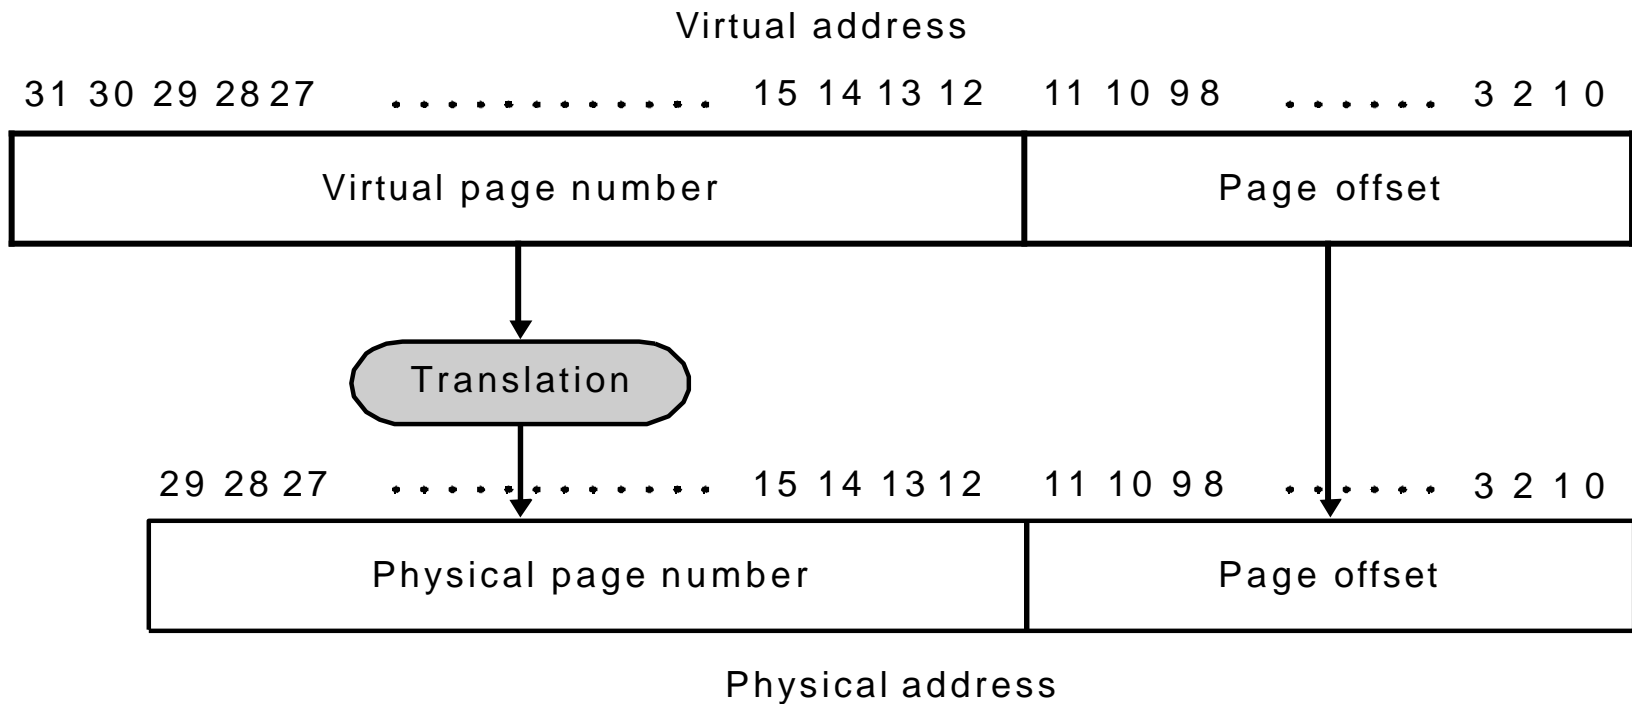 Virtual address
31 30 29 28 27 ............ 15 14 13 12 11 10 9 8 ...... 3 2 1 0
Virtual page number Page offset
Translation
29 28 27 ............ 15 14 13 12 11 10 9 8 ...... 3 2 1 0
Physical page number Page offset
Physical address